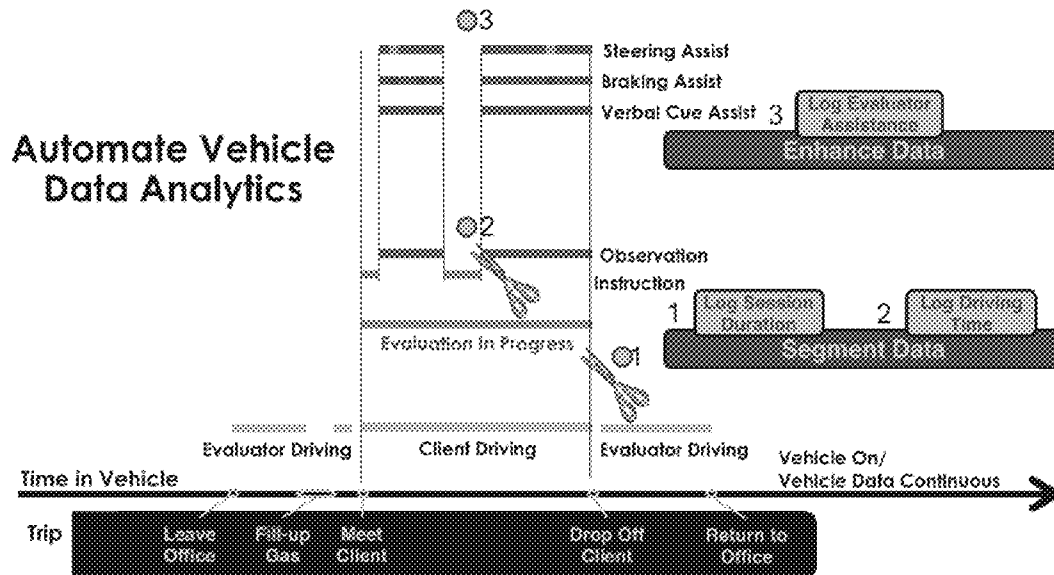 3
Steering Assist
Braking Assist
Verbal Cue Assist
3
Log Evaluator
Assistance
Enhance Data
Automate Vehicle
Data Analytics
2
Observation
Instruction
1
Log Session
Duration
2
Log Driving
Time
Segment Data
Evaluation In Progress
1
Evaluator Driving
Client Driving
Evaluator Driving
Time in Vehicle
Vehicle On/
Vehicle Data Continuous
Trip
Leave
Office
Fill-up
Gas
Meet
Client
Drop Off
Client
Return to
Office